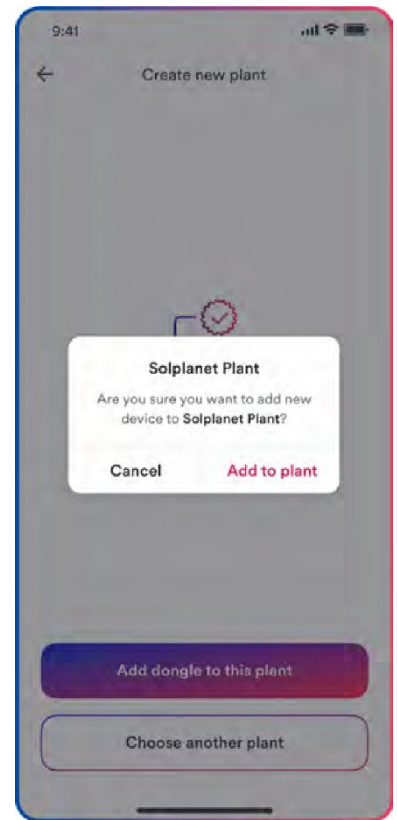 9:41
Create new plant
Solplanet Plant
Are you sure you want to add new
device to Solplanet Plant?
Cancel Add to plant
Add dongle to this plant
Choose another plant